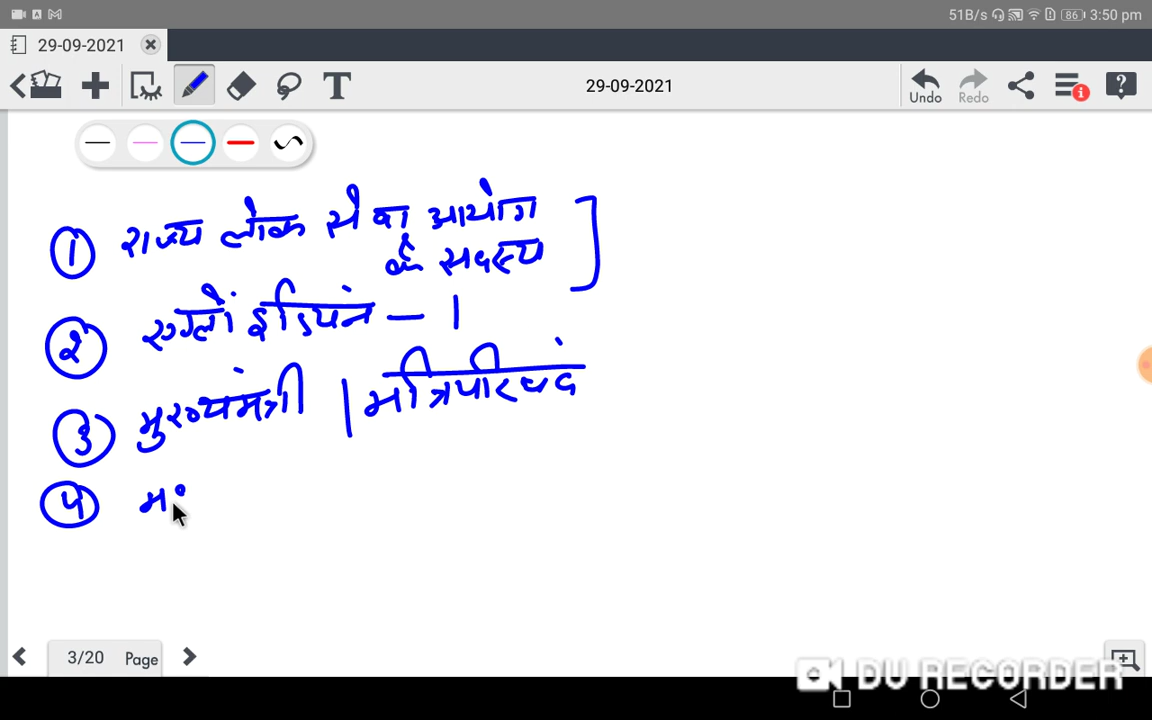 51B/s 86 3:50 pm
29-09-2021
29-09-2021
T Undo Redo
① राज्य लोक सेवा आयोग
के सदस्य
② एंग्लों इंडियन – 1
③ मुख्यमंत्री | मंत्रिपरिषद
④ मं
3/20 Page
DU RECORDER